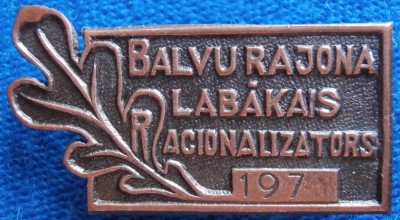 BALVU RAJONA
LABĀKAIS
RACIONALIZATORS
197